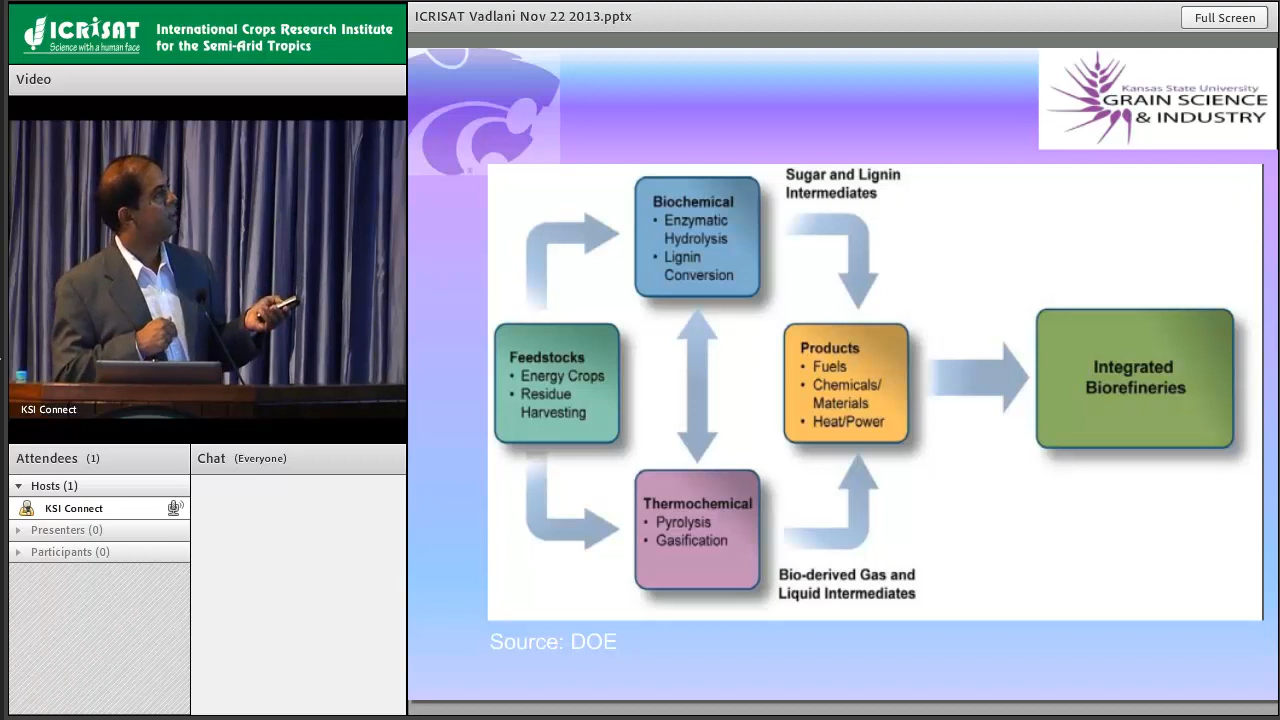 ICRISAT
Science with a human face
International Crops Research Institute
for the Semi-Arid Tropics
Video
KSI Connect
Attendees (1)
Hosts (1)
KSI Connect
Presenters (0)
Participants (0)
Chat (Everyone)
ICRISAT Vadlani Nov 22 2013.pptx
Full Screen
Kansas State University
GRAIN SCIENCE
& INDUSTRY
Biochemical
• Enzymatic
Hydrolysis
• Lignin
Conversion
Sugar and Lignin
Intermediates
Feedstocks
• Energy Crops
• Residue
Harvesting
Products
• Fuels
• Chemicals/
Materials
• Heat/Power
Integrated
Biorefineries
Thermochemical
• Pyrolysis
• Gasification
Bio-derived Gas and
Liquid Intermediates
Source: DOE